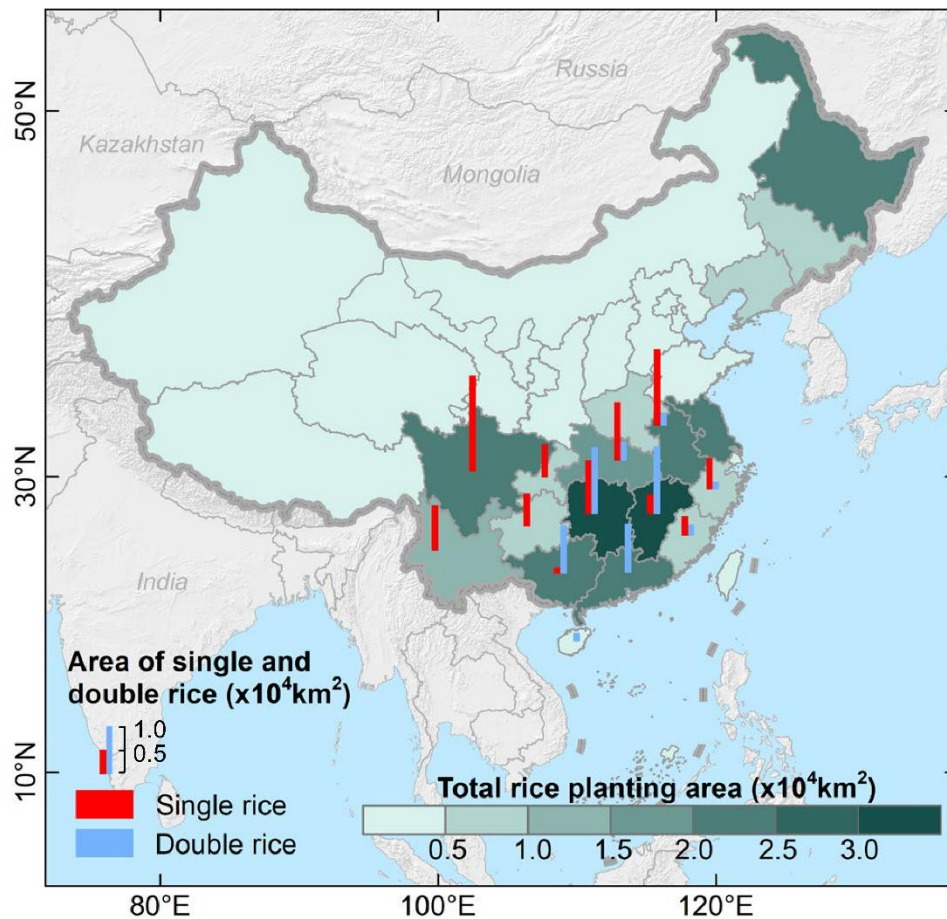 50°N
30°N
10°N
Russia
Kazakhstan
Mongolia
India
Area of single and
double rice (x10⁴km²)
1.0
0.5
Single rice
Double rice
Total rice planting area (x10⁴km²)
0.5 1.0 1.5 2.0 2.5 3.0
80°E 100°E 120°E